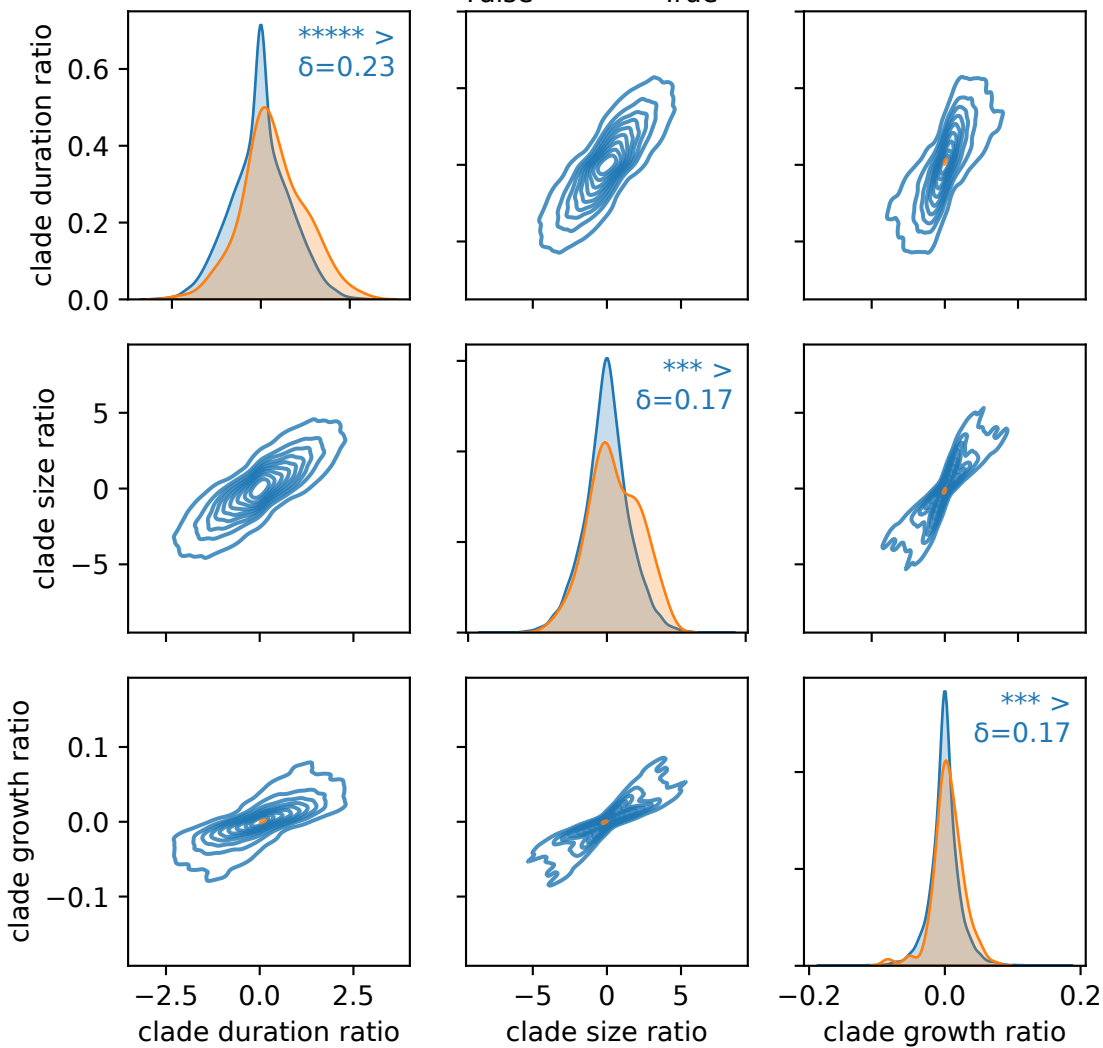 clade duration ratio
0.6
0.4
0.2
0.0
***** >
δ=0.23
clade size ratio
5
0
−5
*** >
δ=0.17
clade growth ratio
0.1
0.0
−0.1
*** >
δ=0.17
−2.5 0.0 2.5
−5 0 5
−0.2 0.0 0.2
clade duration ratio
clade size ratio
clade growth ratio